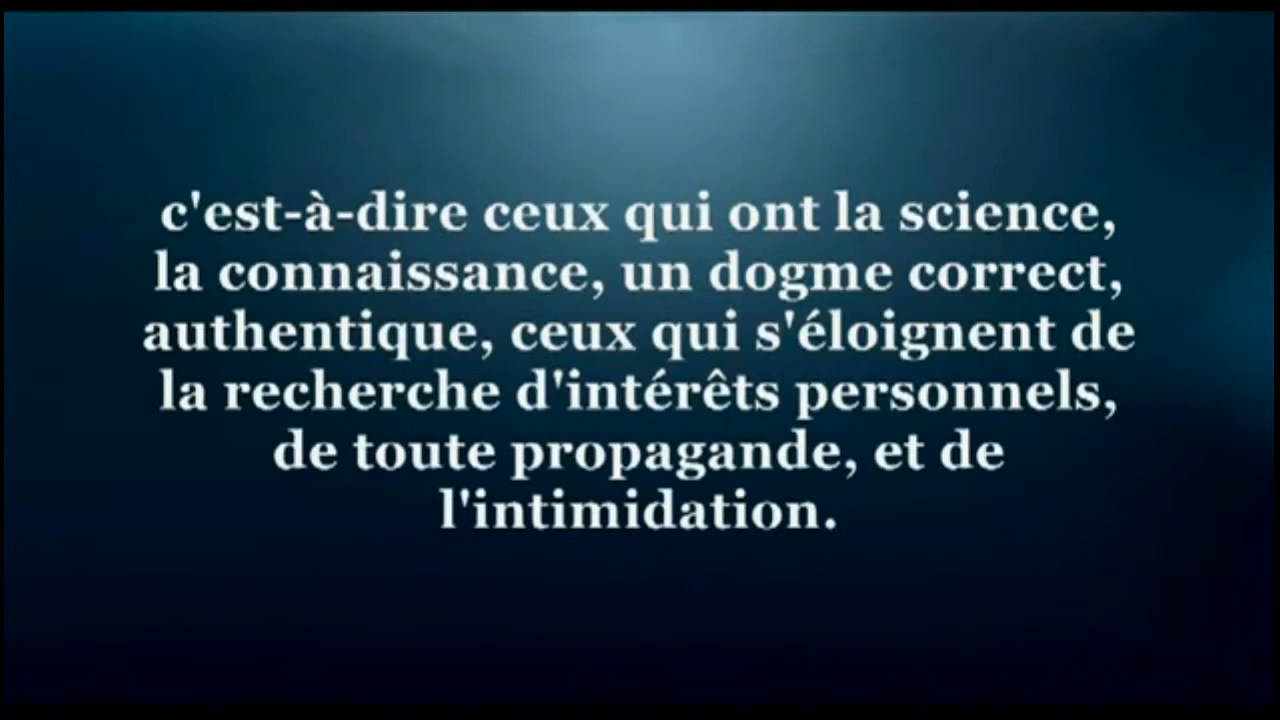 c'est-à-dire ceux qui ont la science,
la connaissance, un dogme correct,
authentique, ceux qui s'éloignent de
la recherche d'intérêts personnels,
de toute propagande, et de
l'intimidation.